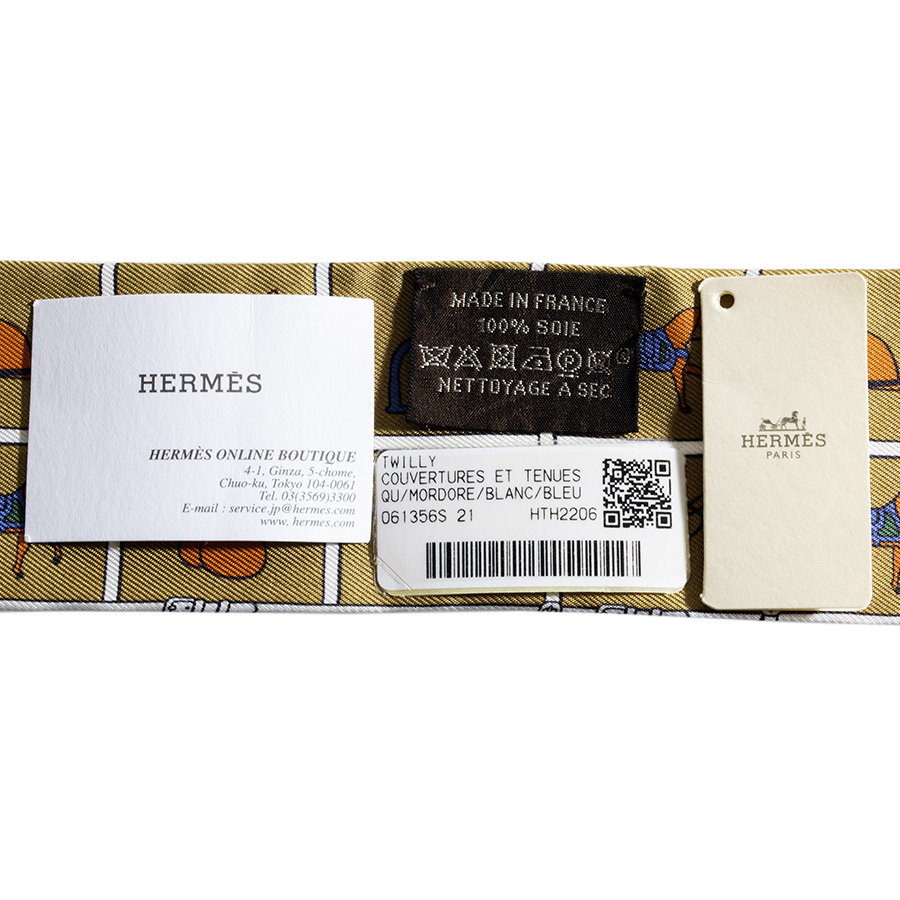 HERMÈS
HERMÈS ONLINE BOUTIQUE
4-1, Ginza, 5-chome,
Chuo-ku, Tokyo 104-0061
Tel. 03(3569)3300
E-mail : service.jp@hermes.com
www. hermes.com
MADE IN FRANCE
100% SOIE
NETTOYAGE A SEC
TWILLY
COUVERTURES ET TENUES
QU/MORDORE/BLANC/BLEU
061356S 21 HTH2206
HERMÈS
PARIS